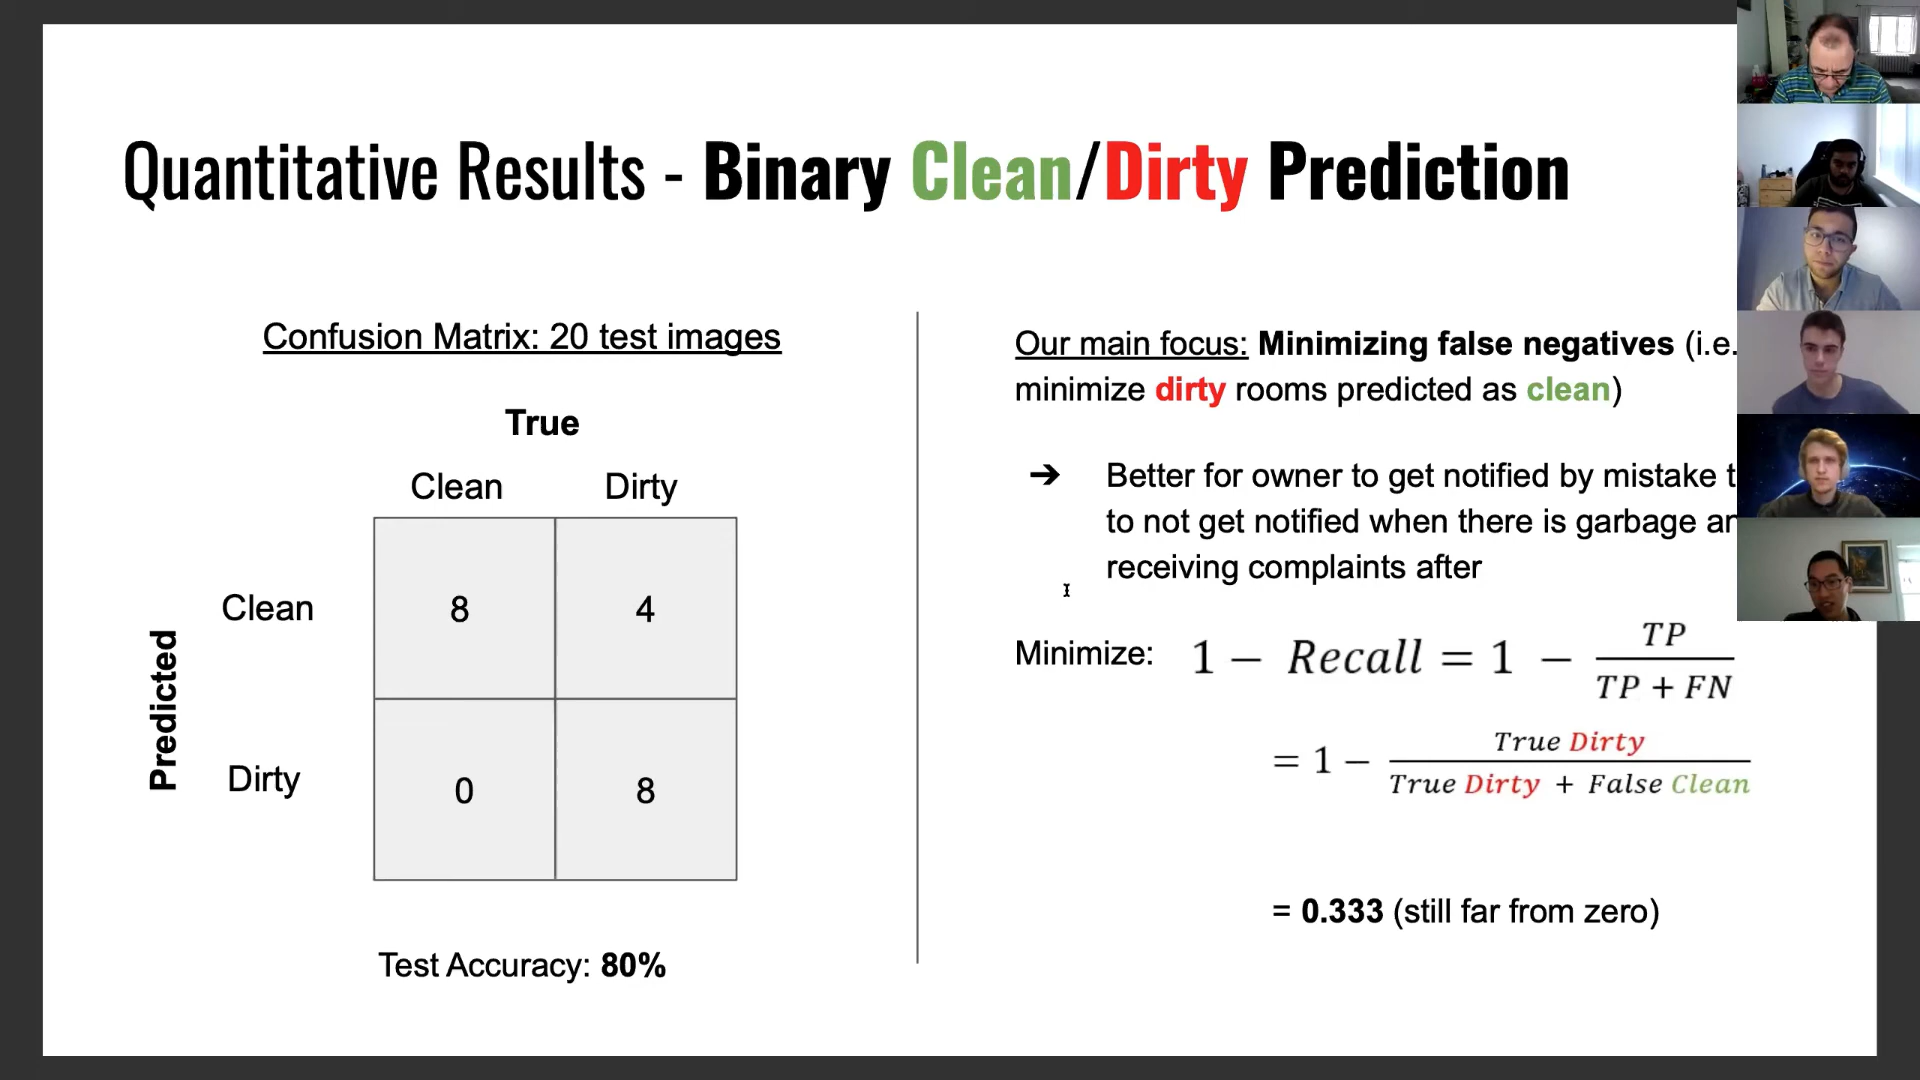 Quantitative Results - Binary Clean/Dirty Prediction
Confusion Matrix: 20 test images
True
Clean Dirty
Predicted
Clean 8 4
Dirty 0 8
Test Accuracy: 80%
Our main focus: Minimizing false negatives (i.e.
minimize dirty rooms predicted as clean)
➔ Better for owner to get notified by mistake
to not get notified when there is garbage
receiving complaints after
Minimize: 1 − Recall = 1 − TP / TP + FN
= 1 − True Dirty / True Dirty + False Clean
= 0.333 (still far from zero)